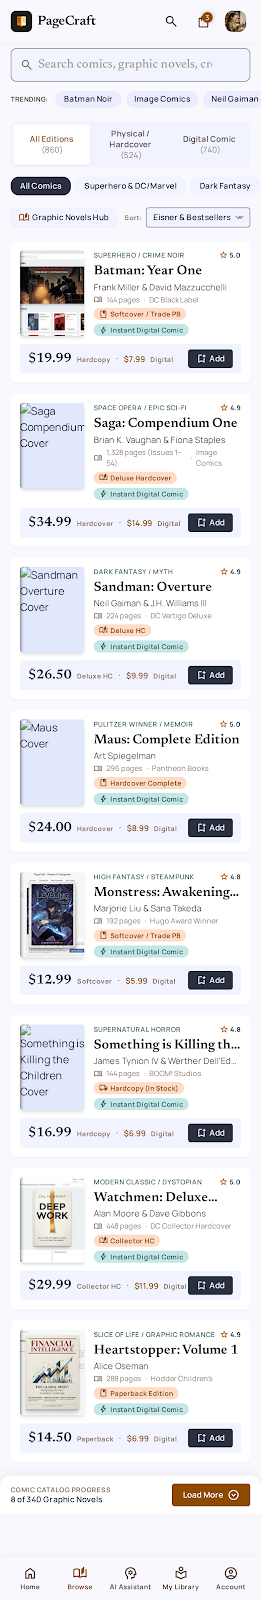 PageCraft
3
Search comics, graphic novels, cr
TRENDING:
Batman Noir
Image Comics
Neil Gaiman
All Editions
(860)
Physical /
Hardcover
(524)
Digital Comic
(740)
All Comics
Superhero & DC/Marvel
Dark Fantasy
Graphic Novels Hub
Sort:
Eisner & Bestsellers
SUPERHERO / CRIME NOIR
5.0
Batman: Year One
Frank Miller & David Mazzucchelli
144 pages · DC Black Label
Softcover / Trade PB
Instant Digital Comic
$19.99 Hardcopy · $7.99 Digital
Add
Saga
Compendium
Cover
SPACE OPERA / EPIC SCI-FI
4.9
Saga: Compendium One
Brian K. Vaughan & Fiona Staples
1,328 pages (Issues 1–
54)
·
Image
Comics
Deluxe Hardcover
Instant Digital Comic
$34.99 Hardcover · $14.99 Digital
Add
Sandman
Overture
Cover
DARK FANTASY / MYTH
4.9
Sandman: Overture
Neil Gaiman & J.H. Williams III
224 pages · DC Vertigo Deluxe
Deluxe HC
Instant Digital Comic
$26.50 Deluxe HC · $9.99 Digital
Add
Maus
Cover
PULITZER WINNER / MEMOIR
5.0
Maus: Complete Edition
Art Spiegelman
296 pages · Pantheon Books
Hardcover Complete
Instant Digital Comic
$24.00 Hardcover · $8.99 Digital
Add
SOLO
LEVELING
HIGH FANTASY / STEAMPUNK
4.8
Monstress: Awakening...
Marjorie Liu & Sana Takeda
192 pages · Hugo Award Winner
Softcover / Trade PB
Instant Digital Comic
$12.99 Softcover · $5.99 Digital
Add
Something is
Killing the
Children
Cover
SUPERNATURAL HORROR
4.8
Something is Killing th...
James Tynion IV & Werther Dell'Ed...
144 pages · BOOM! Studios
Hardcopy (In Stock)
Instant Digital Comic
$16.99 Hardcopy · $6.99 Digital
Add
CAL NEWPORT
DEEP
WORK
MODERN CLASSIC / DYSTOPIAN
5.0
Watchmen: Deluxe...
Alan Moore & Dave Gibbons
448 pages · DC Collector Hardcover
Collector HC
Instant Digital Comic
$29.99 Collector HC · $11.99 Digital
Add
FINANCIAL
INTELLIGENCE
SLICE OF LIFE / GRAPHIC ROMANCE
4.9
Heartstopper: Volume 1
Alice Oseman
288 pages · Hodder Children's
Paperback Edition
Instant Digital Comic
$14.50 Paperback · $6.99 Digital
Add
COMIC CATALOG PROGRESS
8 of 340 Graphic Novels
Load More
Home
Browse
AI Assistant
My Library
Account